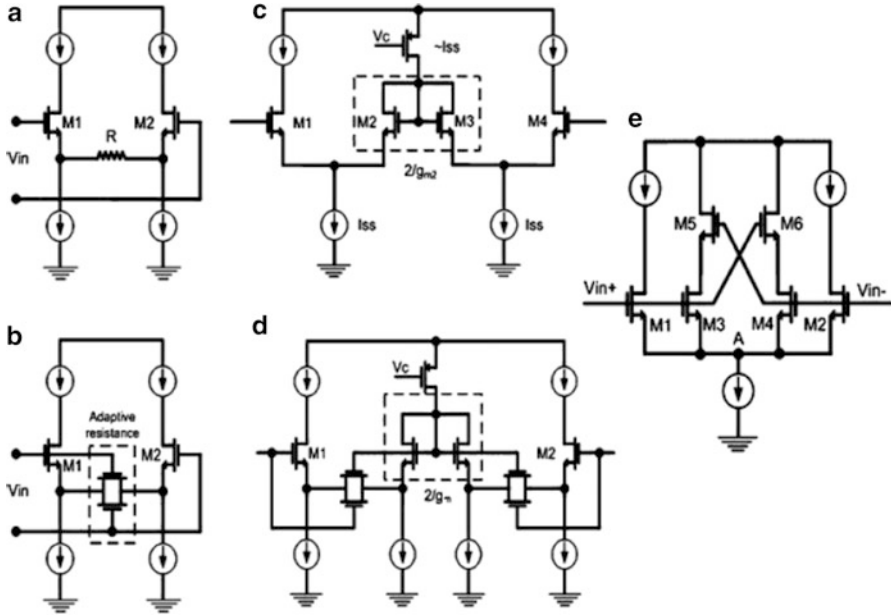 a
M1
M2
R
Vin
b
Adaptive
resistance
M1
M2
Vin
c
Vc
~Iss
M1
M2
M3
M4
2/gm2
Iss
Iss
d
Vc
M1
M2
2/gm
e
M5
M6
Vin+
Vin-
M1
M3
M4
M2
A